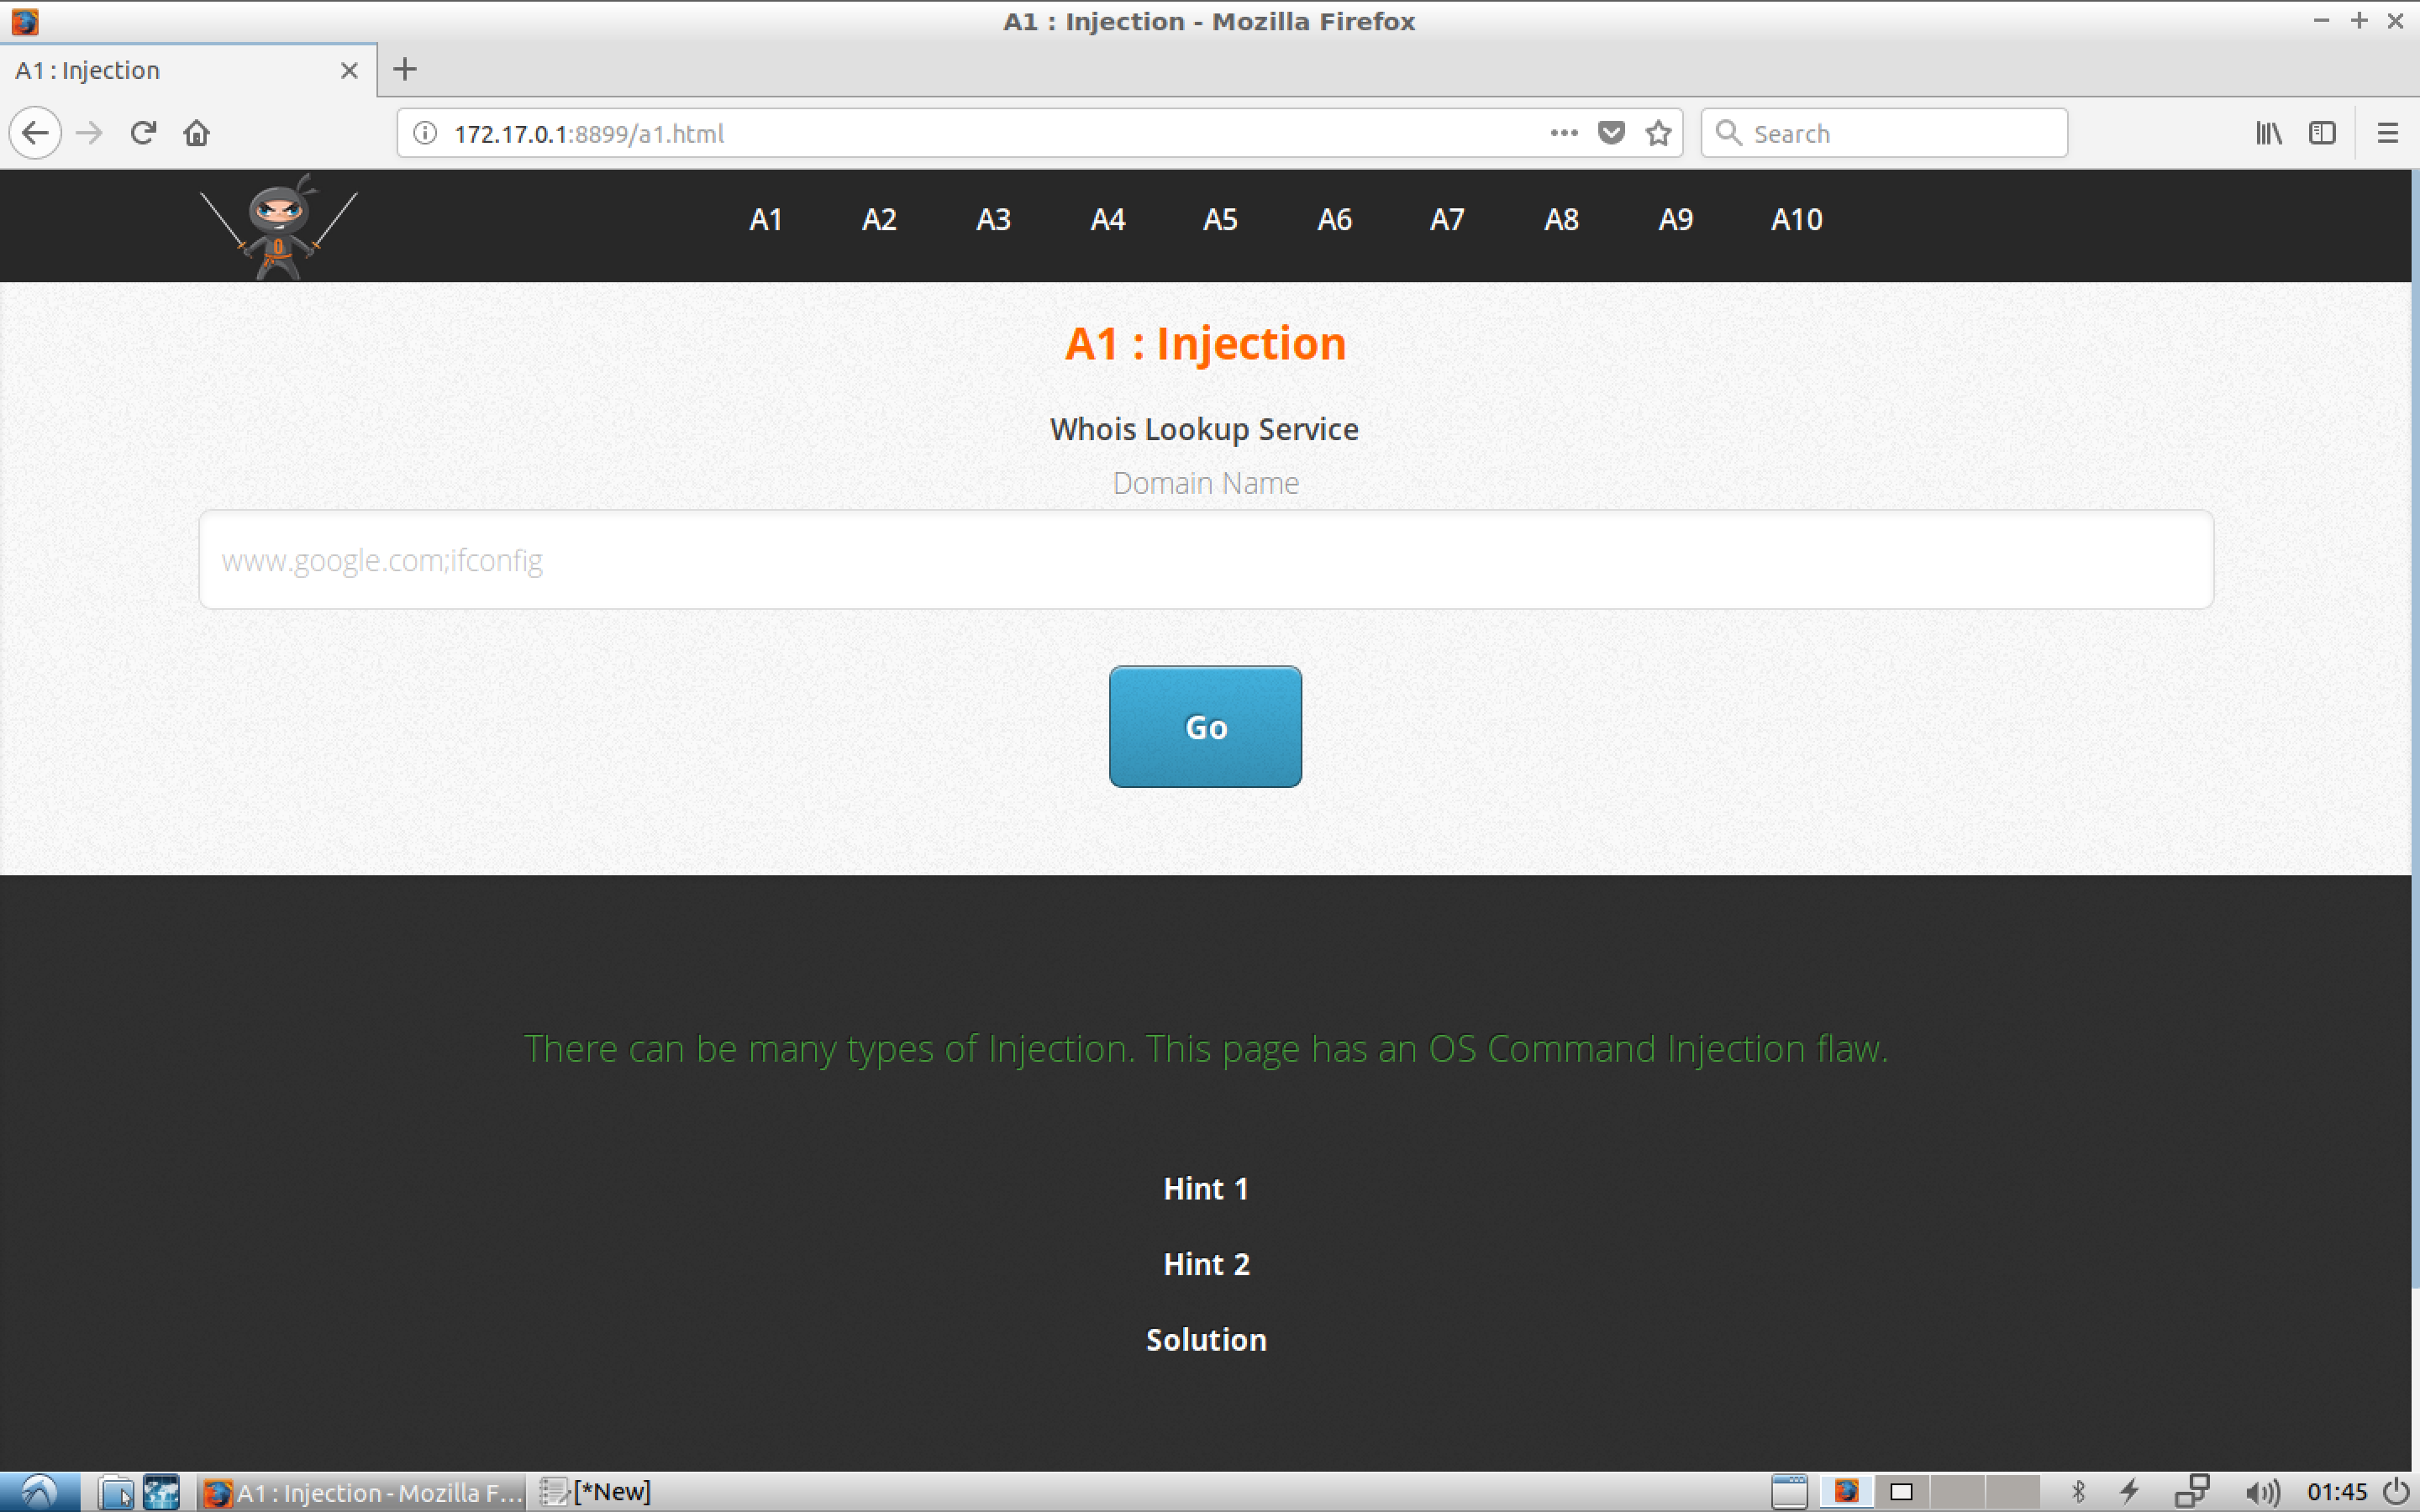 A1 : Injection - Mozilla Firefox
A1 : Injection
172.17.0.1:8899/a1.html
Search
A1 A2 A3 A4 A5 A6 A7 A8 A9 A10
A1 : Injection
Whois Lookup Service
Domain Name
www.google.com;ifconfig
Go
There can be many types of Injection. This page has an OS Command Injection flaw.
Hint 1
Hint 2
Solution
A1 : Injection - Mozilla F... [*New] 01:45